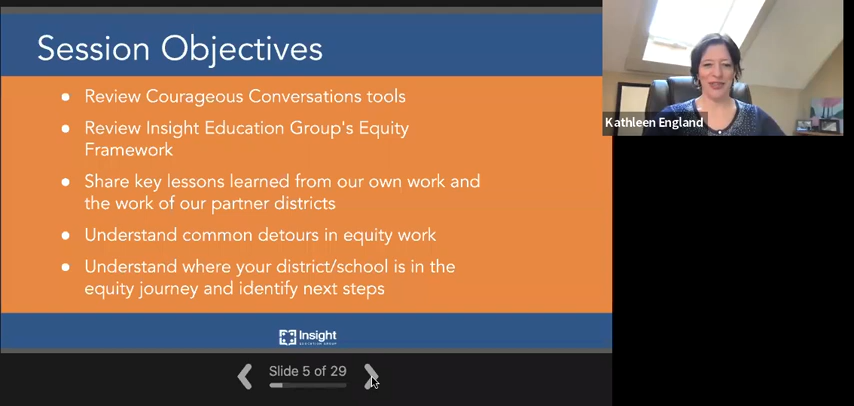 Session Objectives
Review Courageous Conversations tools
Review Insight Education Group's Equity
Framework
Share key lessons learned from our own work and
the work of our partner districts
Understand common detours in equity work
Understand where your district/school is in the
equity journey and identify next steps
Insight
EDUCATION GROUP
Slide 5 of 29
Kathleen England